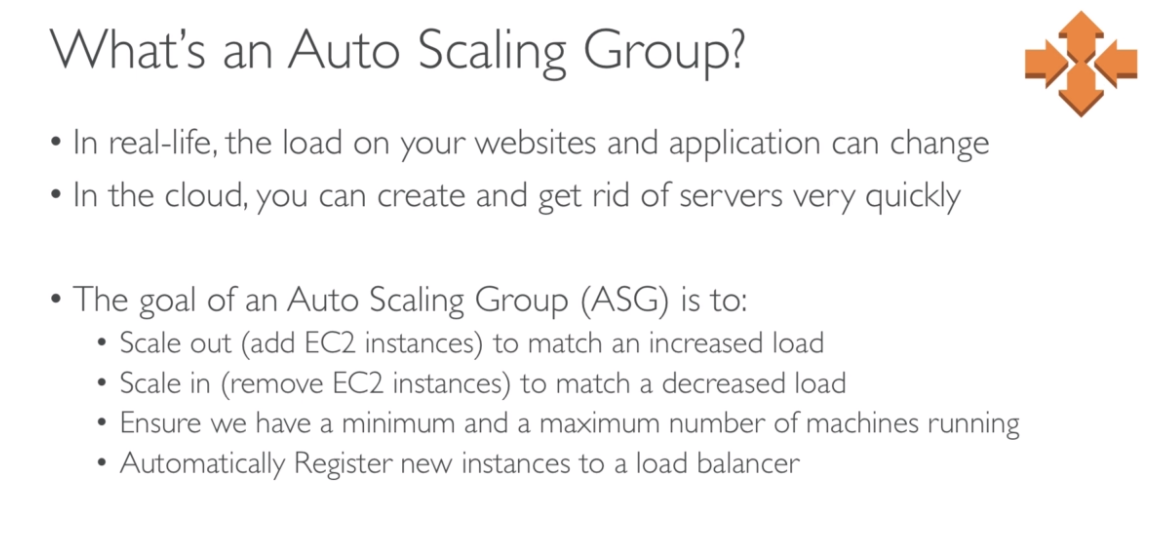 What's an Auto Scaling Group?
• In real-life, the load on your websites and application can change
• In the cloud, you can create and get rid of servers very quickly
• The goal of an Auto Scaling Group (ASG) is to:
• Scale out (add EC2 instances) to match an increased load
• Scale in (remove EC2 instances) to match a decreased load
• Ensure we have a minimum and a maximum number of machines running
• Automatically Register new instances to a load balancer